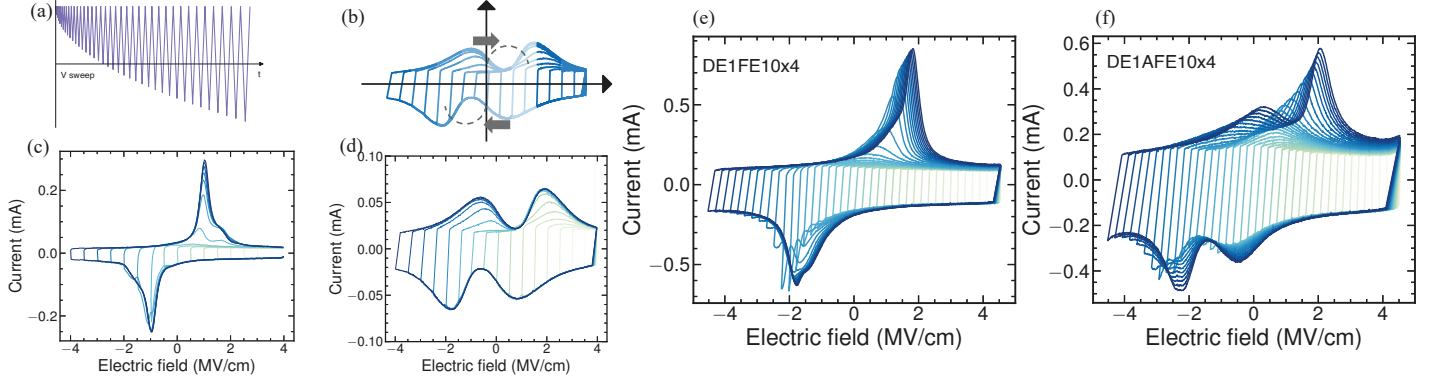 (a)
V sweep
t
(b)
(c)
Current (mA)
0.2
0.0
−0.2
−4
−2
0
2
4
Electric field (MV/cm)
(d)
Current (mA)
0.10
0.05
0.00
−0.05
−0.10
−4
−2
0
2
4
Electric field (MV/cm)
(e)
DE1FE10x4
Current (mA)
0.5
0.0
−0.5
−4
−2
0
2
4
Electric field (MV/cm)
(f)
DE1AFE10x4
Current (mA)
0.6
0.4
0.2
0.0
−0.2
−0.4
−4
−2
0
2
4
Electric field (MV/cm)